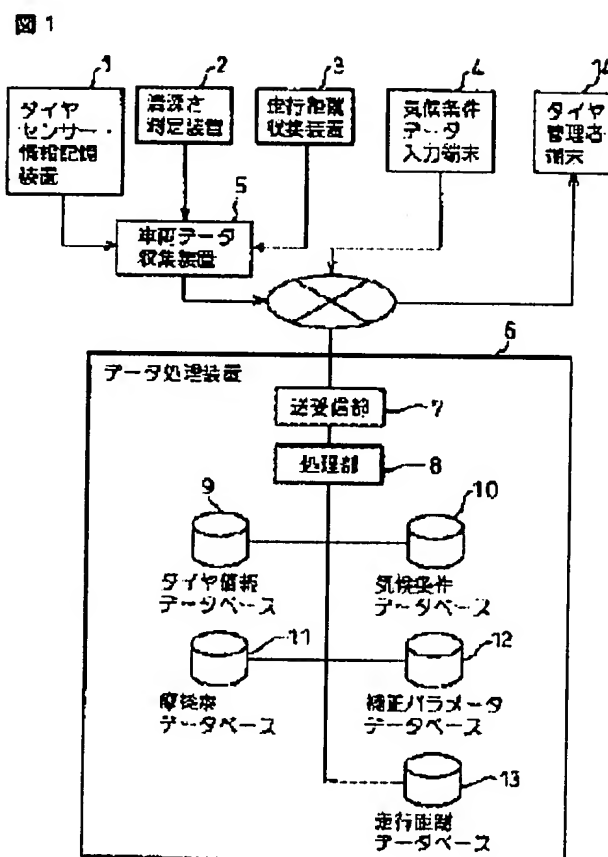 図1
1
2
3
4
14
タイヤ
センサー・
情報記録
装置
溝深さ
測定装置
走行距離
収集装置
気候条件
データ
入力端末
タイヤ
管理者
端末
5
車両データ
収集装置
6
データ処理装置
送受信部
7
処理部
8
9
10
タイヤ情報
データベース
気候条件
データベース
11
12
摩耗率
データベース
補正パラメータ
データベース
13
走行距離
データベース